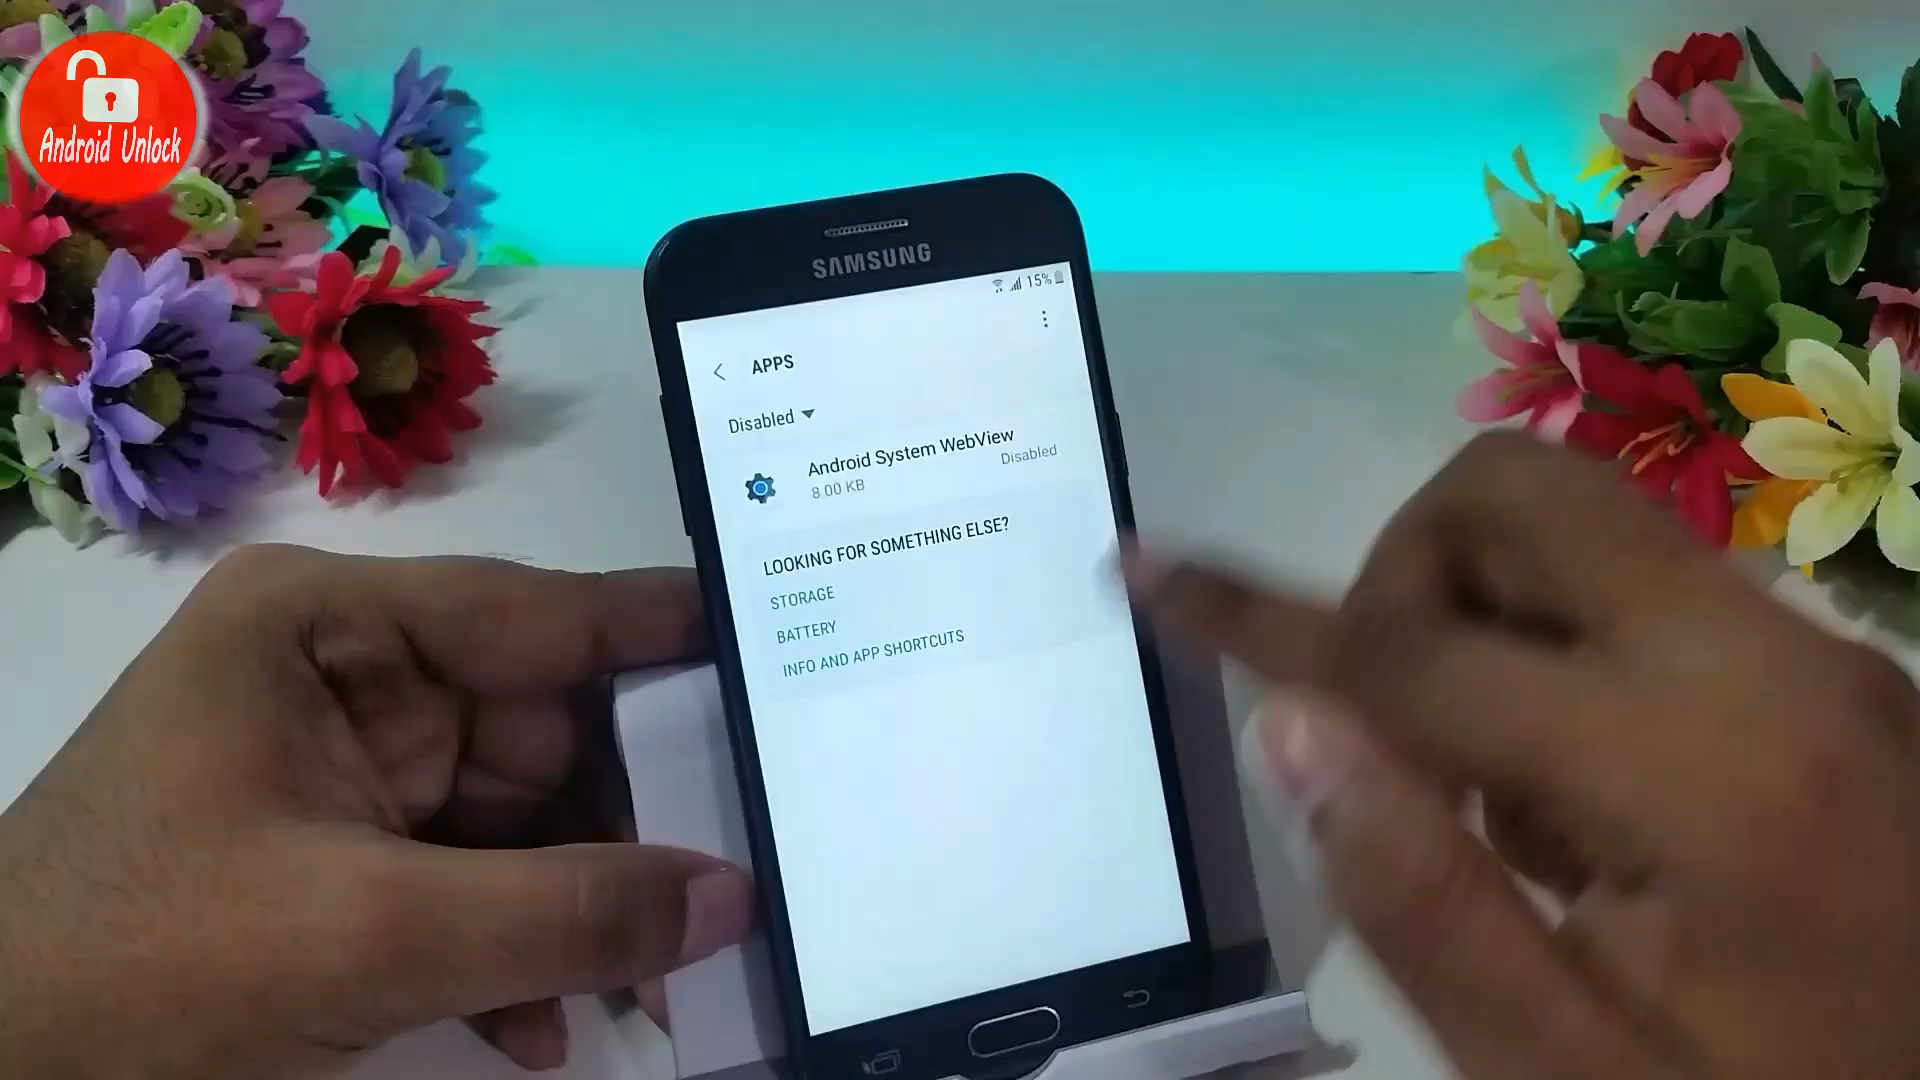 Android Unlock
SAMSUNG
15%
APPS
Disabled
Android System WebView
8.00 KB
Disabled
LOOKING FOR SOMETHING ELSE?
STORAGE
BATTERY
INFO AND APP SHORTCUTS